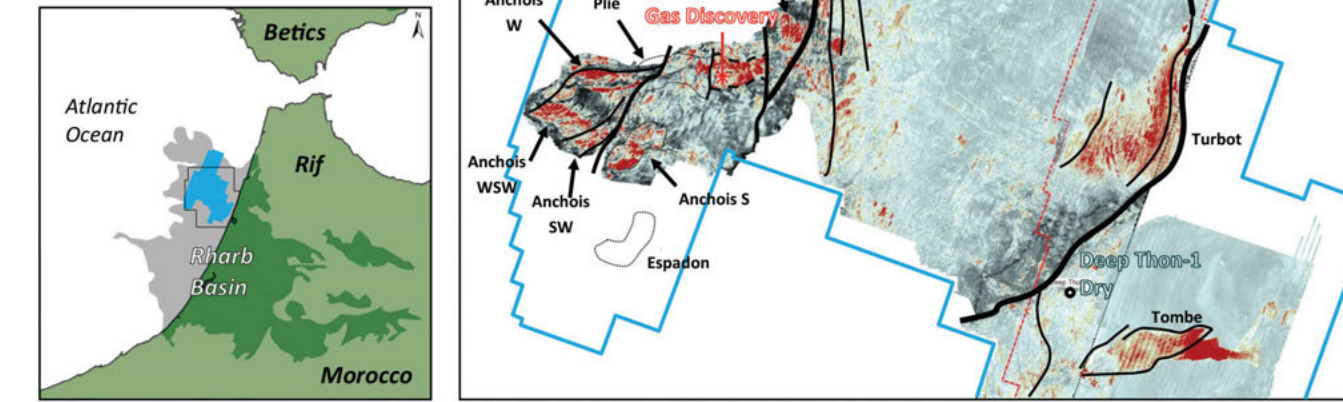 N
Betics
Atlantic
Ocean
Rif
Rharb
Basin
Morocco
Anchois
W
Plie
Gas Discovery
Anchois
WSW
Anchois
SW
Anchois S
Espadon
Turbot
Deep Thon-1
Dry
Tombe